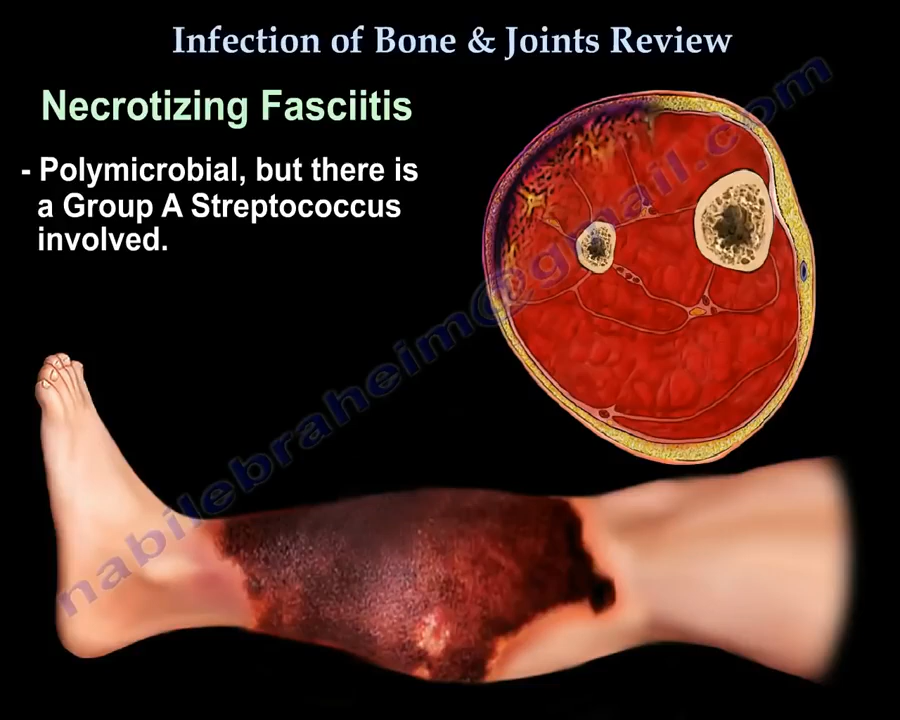 Infection of Bone & Joints Review
Necrotizing Fasciitis
- Polymicrobial, but there is
a Group A Streptococcus
involved.
nabilebraheim@gmail.com